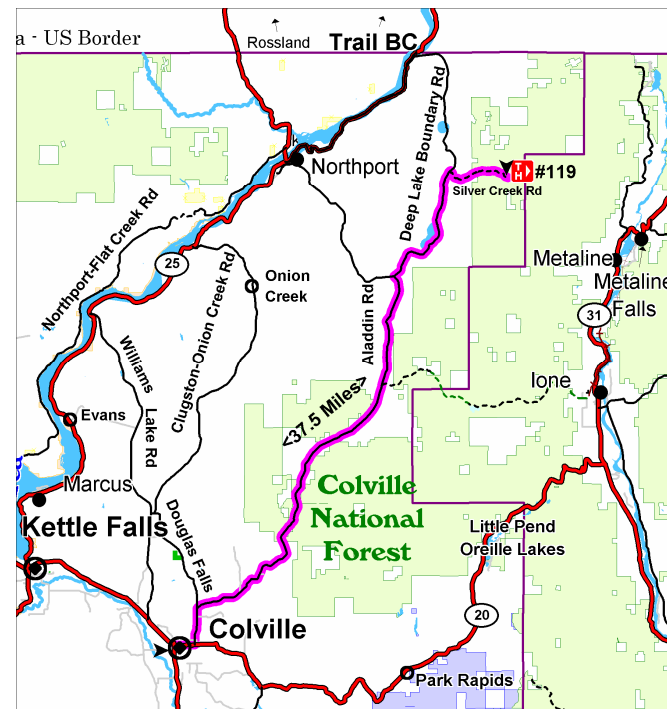 a - US Border
Rossland
Trail BC
Northport
Deep Lake Boundary Rd
TH
#119
Silver Creek Rd
Northport-Flat Creek Rd
25
Onion
Creek
Clugston-Onion Creek Rd
Metaline
Metaline
Falls
31
Aladdin Rd
Williams
Lake Rd
<37.5 Miles>
Ione
Evans
Marcus
Kettle Falls
Douglas Falls
Colville
National
Forest
Little Pend
Oreille Lakes
Colville
20
Park Rapids